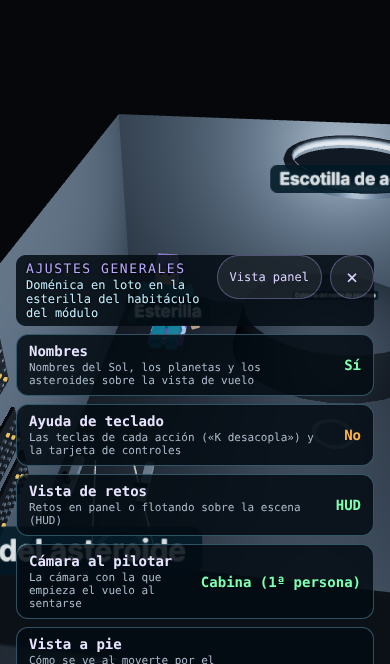 Escotilla de a
AJUSTES GENERALES
Doménica en loto en la
esterilla del habitáculo
del módulo
Vista panel
×
Esterilla
Nombres
Nombres del Sol, los planetas y los
asteroides sobre la vista de vuelo
Sí
Ayuda de teclado
Las teclas de cada acción («K desacopla») y
la tarjeta de controles
No
Vista de retos
Retos en panel o flotando sobre la escena
(HUD)
HUD
del asteroide
Cámara al pilotar
La cámara con la que
empieza el vuelo al
sentarse
Cabina (1ª persona)
Vista a pie
Cómo se ve al moverte por el